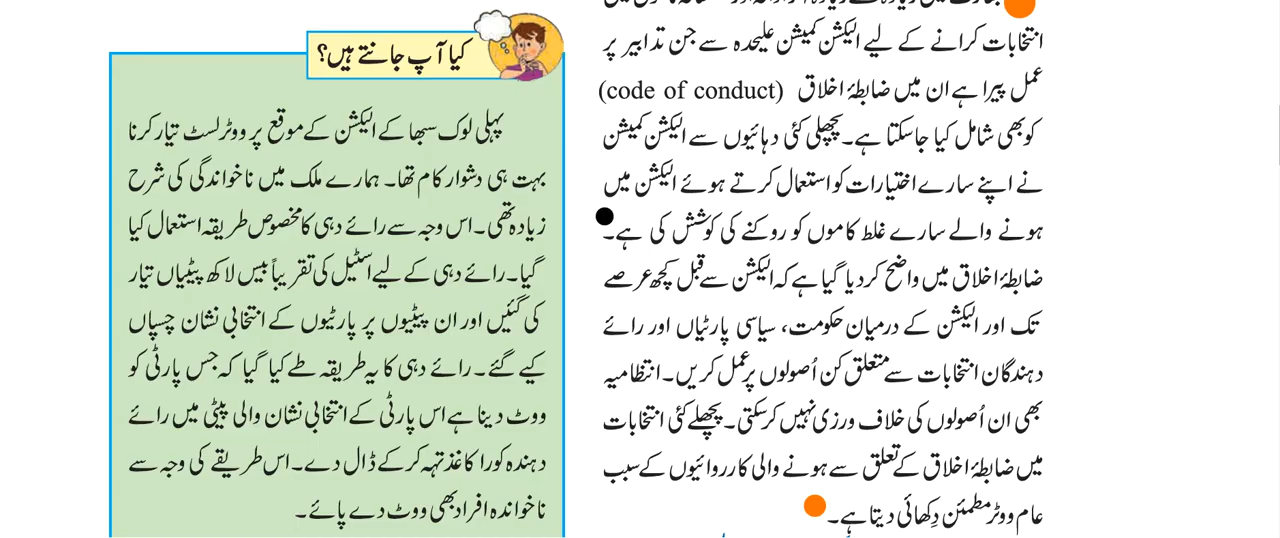 انتخابات کرانے کے لیے الیکشن کمیشن علیحدہ سے جن تدابیر پر
عمل پیرا ہے ان میں ضابطۂ اخلاق (code of conduct)
کو بھی شامل کیا جاسکتا ہے۔ پچھلی کئی دہائیوں سے الیکشن کمیشن
نے اپنے سارے اختیارات کو استعمال کرتے ہوئے الیکشن میں
ہونے والے سارے غلط کاموں کو روکنے کی کوشش کی ہے۔
ضابطۂ اخلاق میں واضح کردیا گیا ہے کہ الیکشن سے قبل کچھ عرصے
تک اور الیکشن کے درمیان حکومت، سیاسی پارٹیاں اور رائے
دہندگان انتخابات سے متعلق کن اُصولوں پر عمل کریں۔ انتظامیہ
بھی ان اُصولوں کی خلاف ورزی نہیں کرسکتی۔ پچھلے کئی انتخابات
میں ضابطۂ اخلاق کے تعلق سے ہونے والی کارروائیوں کے سبب
عام ووٹر مطمئن دِکھائی دیتا ہے۔
کیا آپ جانتے ہیں؟
پہلی لوک سبھا کے الیکشن کے موقع پر ووٹر لسٹ تیار کرنا
بہت ہی دشوار کام تھا۔ ہمارے ملک میں ناخواندگی کی شرح
زیادہ تھی۔ اس وجہ سے رائے دہی کا مخصوص طریقہ استعمال کیا
گیا۔ رائے دہی کے لیے اسٹیل کی تقریباً بیس لاکھ پیٹیاں تیار
کی گئیں اور ان پیٹیوں پر پارٹیوں کے انتخابی نشان چسپاں
کیے گئے۔ رائے دہی کا یہ طریقہ طے کیا گیا کہ جس پارٹی کو
ووٹ دینا ہے اس پارٹی کے انتخابی نشان والی پیٹی میں رائے
دہندہ کورا کاغذ تہہ کرکے ڈال دے۔ اس طریقے کی وجہ سے
ناخواندہ افراد بھی ووٹ دے پائے۔